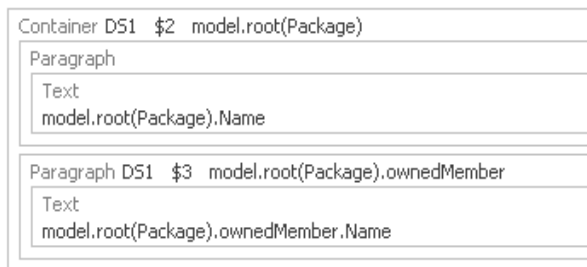 Container DS1 $2 model.root(Package)
Paragraph
Text
model.root(Package).Name
Paragraph DS1 $3 model.root(Package).ownedMember
Text
model.root(Package).ownedMember.Name